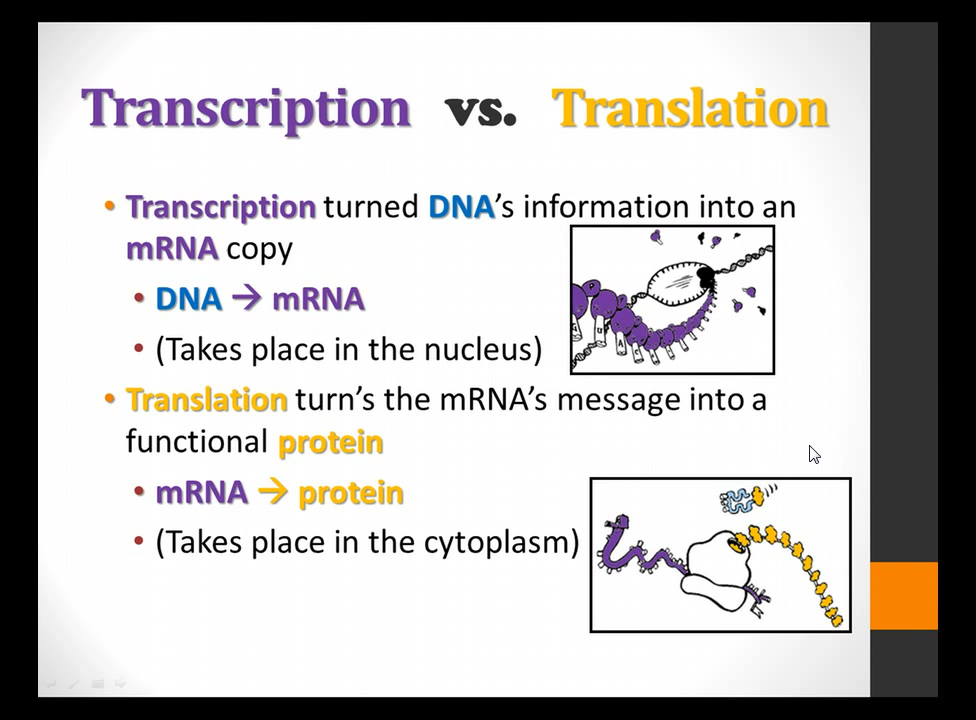 Transcription vs. Translation
• Transcription turned DNA's information into an
mRNA copy
• DNA → mRNA
• (Takes place in the nucleus)
• Translation turn's the mRNA's message into a
functional protein
• mRNA → protein
• (Takes place in the cytoplasm)